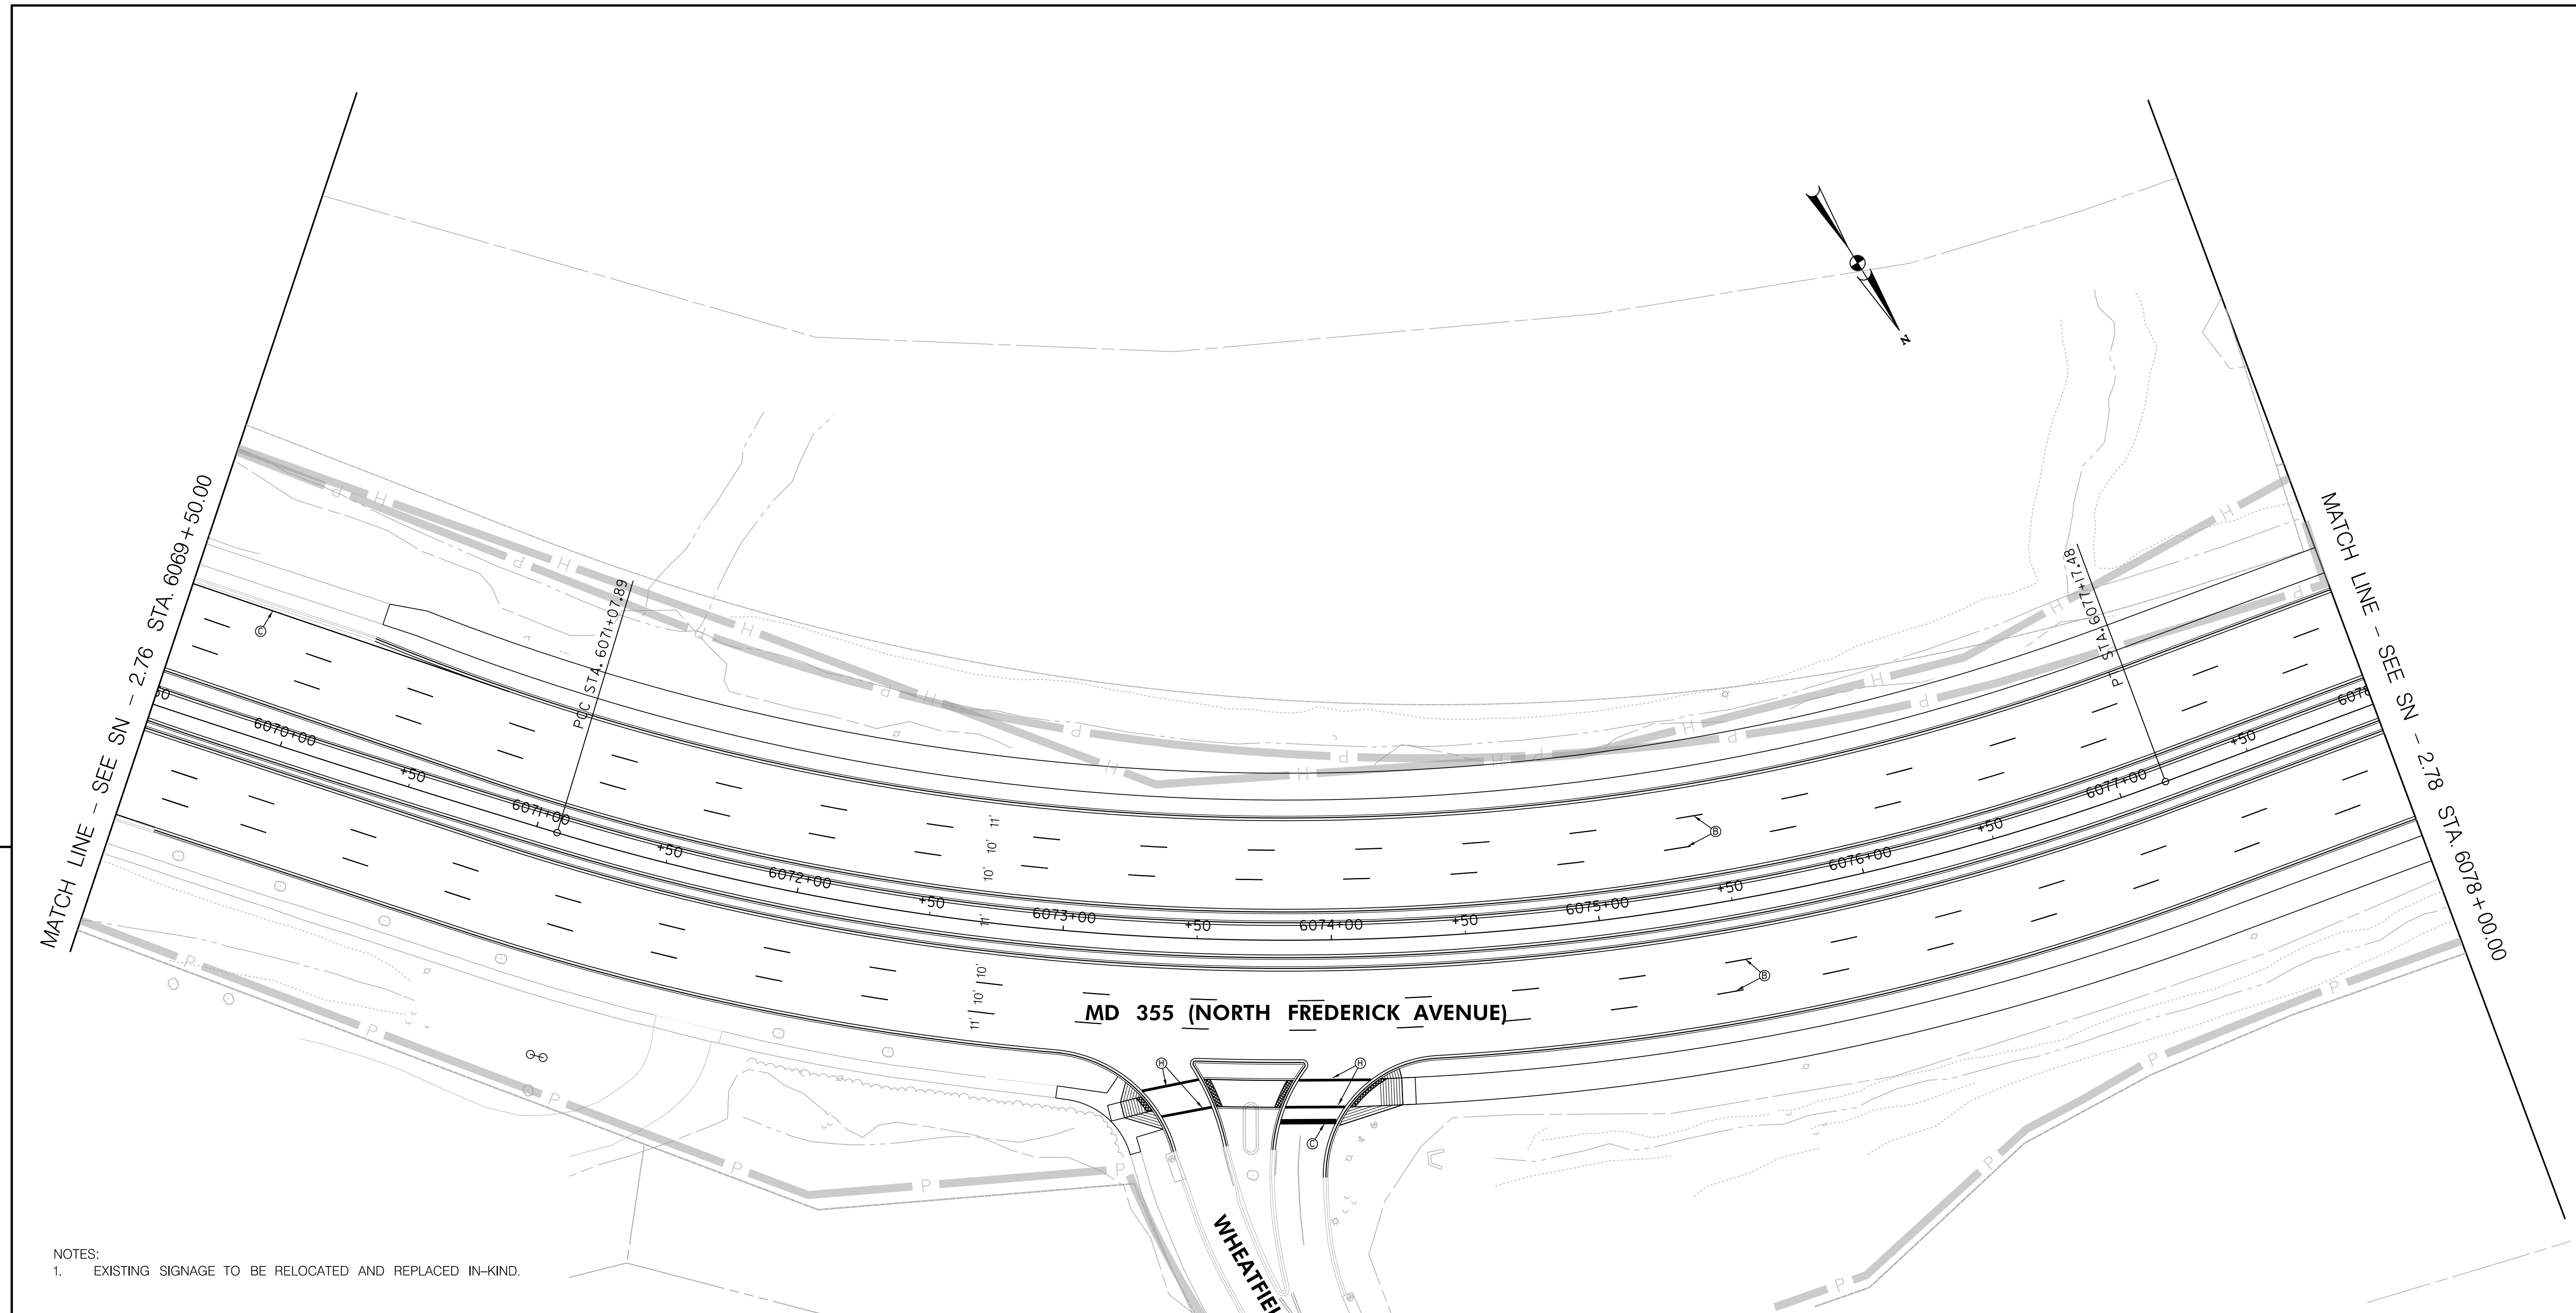 MATCH LINE - SEE SN - 2.76 STA. 6069+50.00
MATCH LINE - SEE SN - 2.78 STA. 6078+00.00
N
POC STA. 6071+07.89
PT STA. 6077+17.48
H
H
H
H
H
H
H
H
H
H
H
H
P
P
P
P
P
P
P
P
P
P
C
6070+00
+50
6071+00
+50
6072+00
+50
6073+00
+50
6074+00
+50
6075+00
+50
6076+00
+50
6077+00
+50
11'
10'
10'
11'
10'
10'
11'
B
B
MD 355 (NORTH FREDERICK AVENUE)
H
H
C
P
P
P
P
P
P
P
P
P
P
WHEATFIE
NOTES:
1. EXISTING SIGNAGE TO BE RELOCATED AND REPLACED IN-KIND.